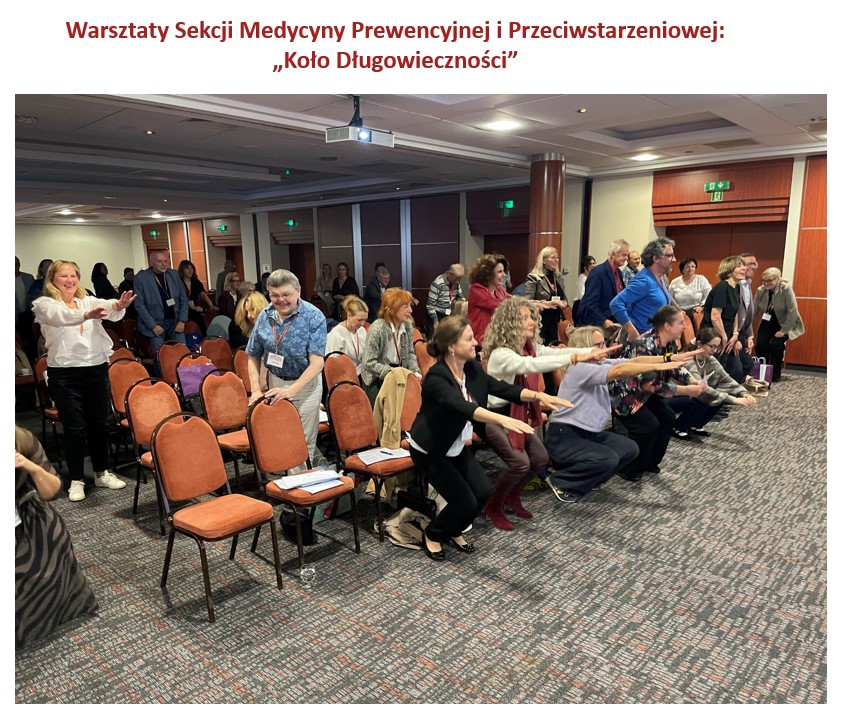 Warsztaty Sekcji Medycyny Prewencyjnej i Przeciwstarzeniowej:
„Koło Długowieczności”